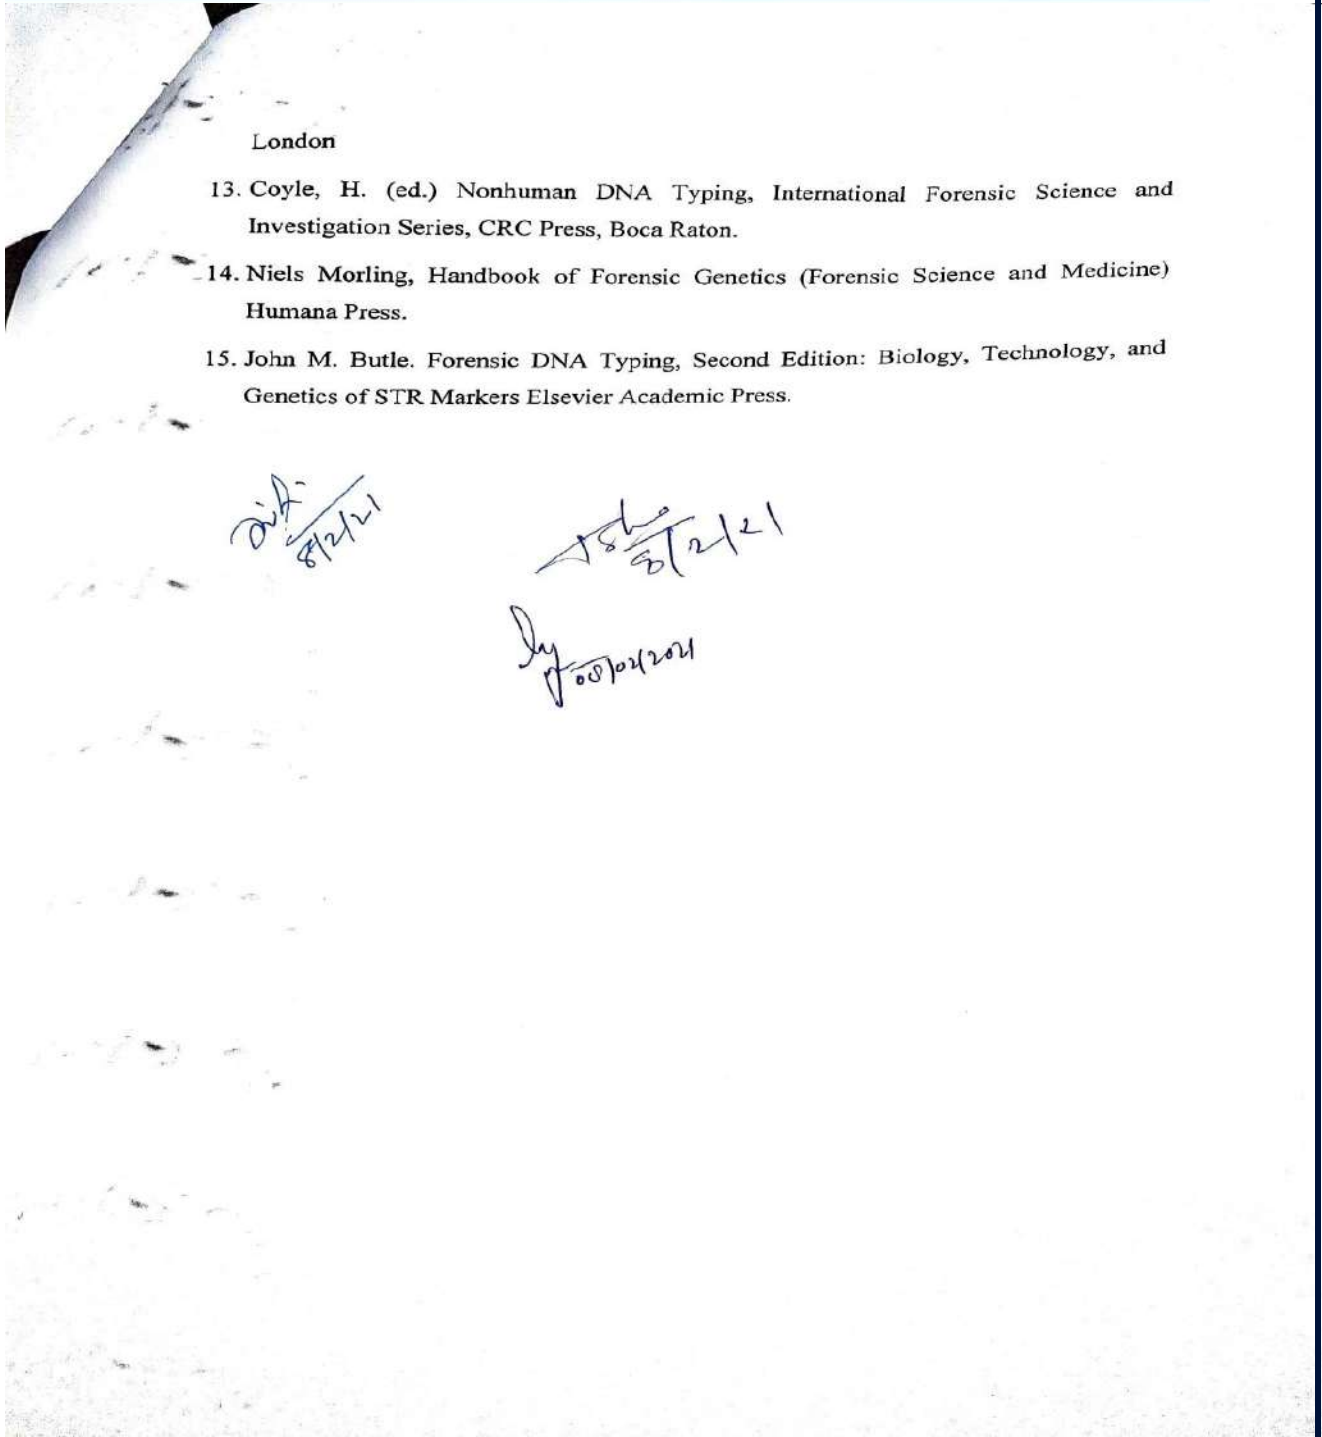 London
13. Coyle, H. (ed.) Nonhuman DNA Typing, International Forensic Science and
Investigation Series, CRC Press, Boca Raton.
14. Niels Morling, Handbook of Forensic Genetics (Forensic Science and Medicine)
Humana Press.
15. John M. Butle. Forensic DNA Typing, Second Edition: Biology, Technology, and
Genetics of STR Markers Elsevier Academic Press.
8/2/21
8/2/21
08/02/2021